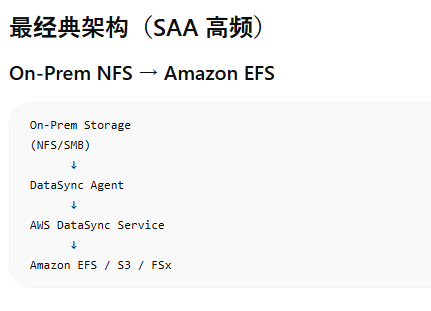 最经典架构（SAA 高频）
On-Prem NFS → Amazon EFS
On-Prem Storage
(NFS/SMB)
↓
DataSync Agent
↓
AWS DataSync Service
↓
Amazon EFS / S3 / FSx